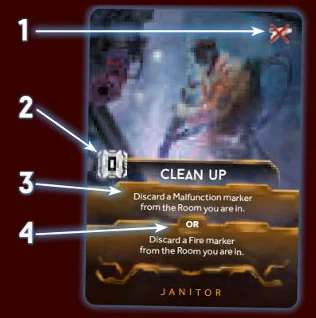 1
2
0
CLEAN UP
3
Discard a Malfunction marker
from the Room you are in.
4
OR
Discard a Fire marker
from the Room you are in.
JANITOR